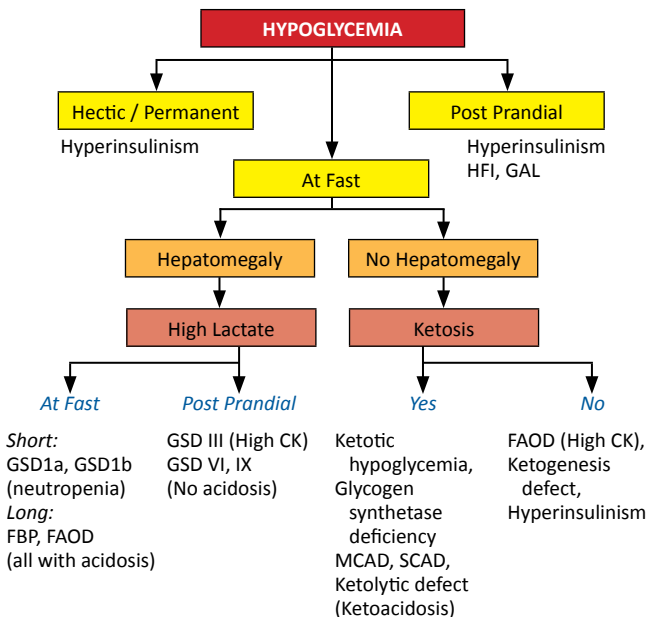 HYPOGLYCEMIA
Hectic / Permanent
Hyperinsulinism
Post Prandial
Hyperinsulinism
HFI, GAL
At Fast
Hepatomegaly
No Hepatomegaly
High Lactate
Ketosis
At Fast
Short:
GSD1a, GSD1b
(neutropenia)
Long:
FBP, FAOD
(all with acidosis)
Post Prandial
GSD III (High CK)
GSD VI, IX
(No acidosis)
Yes
Ketotic
hypoglycemia,
Glycogen
synthetase
deficiency
MCAD, SCAD,
Ketolytic defect
(Ketoacidosis)
No
FAOD (High CK),
Ketogenesis
defect,
Hyperinsulinism